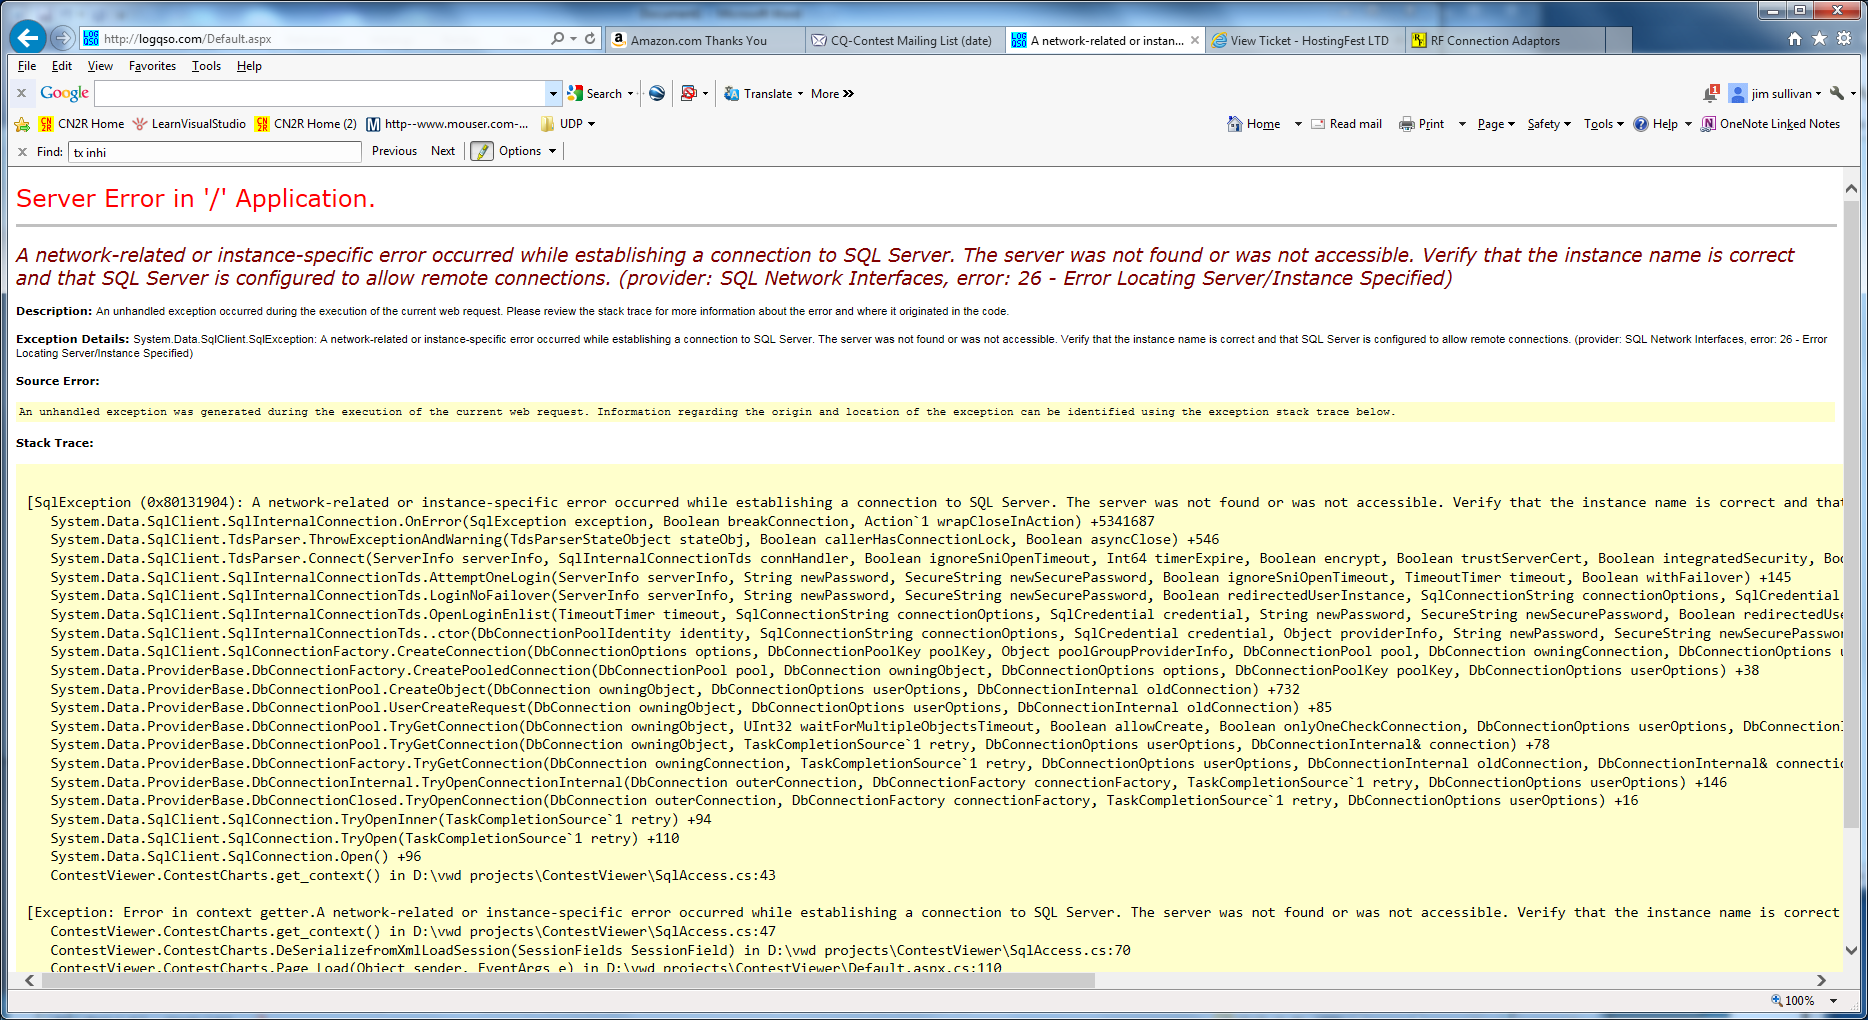 http://logqso.com/Default.aspx
Amazon.com Thanks You
CQ-Contest Mailing List (date)
LOG QSO A network-related or instan...
View Ticket - HostingFest LTD
RF Connection Adaptors
File Edit View Favorites Tools Help
x Google Search Translate More »
1 jim sullivan
CN2R Home LearnVisualStudio CN2R Home (2) http--www.mouser.com-... UDP
Home Read mail Print Page Safety Tools Help OneNote Linked Notes
x Find: tx inhi Previous Next Options
Server Error in '/' Application.
A network-related or instance-specific error occurred while establishing a connection to SQL Server. The server was not found or was not accessible. Verify that the instance name is correct
and that SQL Server is configured to allow remote connections. (provider: SQL Network Interfaces, error: 26 - Error Locating Server/Instance Specified)
Description: An unhandled exception occurred during the execution of the current web request. Please review the stack trace for more information about the error and where it originated in the code.
Exception Details: System.Data.SqlClient.SqlException: A network-related or instance-specific error occurred while establishing a connection to SQL Server. The server was not found or was not accessible. Verify that the instance name is correct and that SQL Server is configured to allow remote connections. (provider: SQL Network Interfaces, error: 26 - Error
Locating Server/Instance Specified)
Source Error:
An unhandled exception was generated during the execution of the current web request. Information regarding the origin and location of the exception can be identified using the exception stack trace below.
Stack Trace:
[SqlException (0x80131904): A network-related or instance-specific error occurred while establishing a connection to SQL Server. The server was not found or was not accessible. Verify that the instance name is correct and that
System.Data.SqlClient.SqlInternalConnection.OnError(SqlException exception, Boolean breakConnection, Action`1 wrapCloseInAction) +5341687
System.Data.SqlClient.TdsParser.ThrowExceptionAndWarning(TdsParserStateObject stateObj, Boolean callerHasConnectionLock, Boolean asyncClose) +546
System.Data.SqlClient.TdsParser.Connect(ServerInfo serverInfo, SqlInternalConnectionTds connHandler, Boolean ignoreSniOpenTimeout, Int64 timerExpire, Boolean encrypt, Boolean trustServerCert, Boolean integratedSecurity, Boo
System.Data.SqlClient.SqlInternalConnectionTds.AttemptOneLogin(ServerInfo serverInfo, String newPassword, SecureString newSecurePassword, Boolean ignoreSniOpenTimeout, TimeoutTimer timeout, Boolean withFailover) +145
System.Data.SqlClient.SqlInternalConnectionTds.LoginNoFailover(ServerInfo serverInfo, String newPassword, SecureString newSecurePassword, Boolean redirectedUserInstance, SqlConnectionString connectionOptions, SqlCredential
System.Data.SqlClient.SqlInternalConnectionTds.OpenLoginEnlist(TimeoutTimer timeout, SqlConnectionString connectionOptions, SqlCredential credential, String newPassword, SecureString newSecurePassword, Boolean redirectedUse
System.Data.SqlClient.SqlInternalConnectionTds..ctor(DbConnectionPoolIdentity identity, SqlConnectionString connectionOptions, SqlCredential credential, Object providerInfo, String newPassword, SecureString newSecurePasswor
System.Data.SqlClient.SqlConnectionFactory.CreateConnection(DbConnectionOptions options, DbConnectionPoolKey poolKey, Object poolGroupProviderInfo, DbConnectionPool pool, DbConnection owningConnection, DbConnectionOptions u
System.Data.ProviderBase.DbConnectionFactory.CreatePooledConnection(DbConnectionPool pool, DbConnection owningObject, DbConnectionOptions options, DbConnectionPoolKey poolKey, DbConnectionOptions userOptions) +38
System.Data.ProviderBase.DbConnectionPool.CreateObject(DbConnection owningObject, DbConnectionOptions userOptions, DbConnectionInternal oldConnection) +732
System.Data.ProviderBase.DbConnectionPool.UserCreateRequest(DbConnection owningObject, DbConnectionOptions userOptions, DbConnectionInternal oldConnection) +85
System.Data.ProviderBase.DbConnectionPool.TryGetConnection(DbConnection owningObject, UInt32 waitForMultipleObjectsTimeout, Boolean allowCreate, Boolean onlyOneCheckConnection, DbConnectionOptions userOptions, DbConnectionI
System.Data.ProviderBase.DbConnectionPool.TryGetConnection(DbConnection owningObject, TaskCompletionSource`1 retry, DbConnectionOptions userOptions, DbConnectionInternal& connection) +78
System.Data.ProviderBase.DbConnectionFactory.TryGetConnection(DbConnection owningConnection, TaskCompletionSource`1 retry, DbConnectionOptions userOptions, DbConnectionInternal oldConnection, DbConnectionInternal& connectio
System.Data.ProviderBase.DbConnectionInternal.TryOpenConnectionInternal(DbConnection outerConnection, DbConnectionFactory connectionFactory, TaskCompletionSource`1 retry, DbConnectionOptions userOptions) +146
System.Data.ProviderBase.DbConnectionClosed.TryOpenConnection(DbConnection outerConnection, DbConnectionFactory connectionFactory, TaskCompletionSource`1 retry, DbConnectionOptions userOptions) +16
System.Data.SqlClient.SqlConnection.TryOpenInner(TaskCompletionSource`1 retry) +94
System.Data.SqlClient.SqlConnection.TryOpen(TaskCompletionSource`1 retry) +110
System.Data.SqlClient.SqlConnection.Open() +96
ContestViewer.ContestCharts.get_context() in D:\vwd projects\ContestViewer\SqlAccess.cs:43
[Exception: Error in context getter.A network-related or instance-specific error occurred while establishing a connection to SQL Server. The server was not found or was not accessible. Verify that the instance name is correct
ContestViewer.ContestCharts.get_context() in D:\vwd projects\ContestViewer\SqlAccess.cs:47
ContestViewer.ContestCharts.DeSerializefromXmlLoadSession(SessionFields SessionField) in D:\vwd projects\ContestViewer\SqlAccess.cs:70
ContestViewer.ContestCharts.Page_Load(Object sender, EventArgs e) in D:\vwd projects\ContestViewer\Default.aspx.cs:110
100%